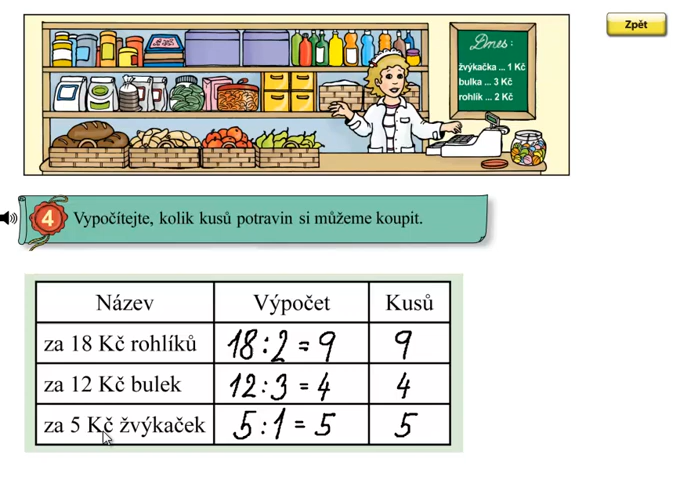 Zpět
Dnes:
žvýkačka ... 1 Kč
bulka ... 3 Kč
rohlík ... 2 Kč
4 Vypočítejte, kolik kusů potravin si můžeme koupit.
Název Výpočet Kusů
za 18 Kč rohlíků 18:2=9 9
za 12 Kč bulek 12:3=4 4
za 5 Kč žvýkaček 5:1=5 5